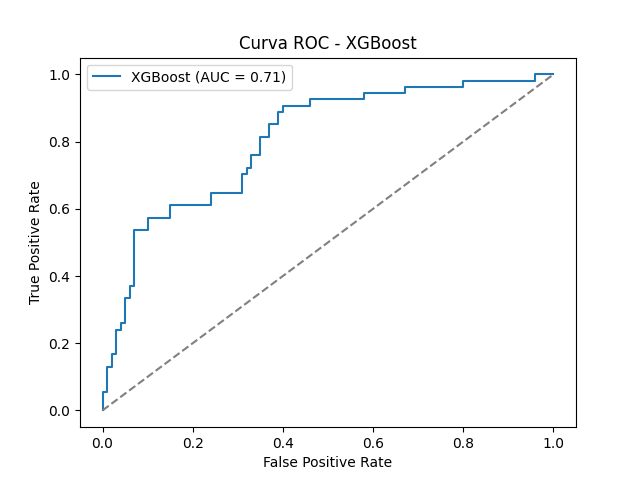 Curva ROC - XGBoost
XGBoost (AUC = 0.71)
True Positive Rate
1.0
0.8
0.6
0.4
0.2
0.0
0.0 0.2 0.4 0.6 0.8 1.0
False Positive Rate